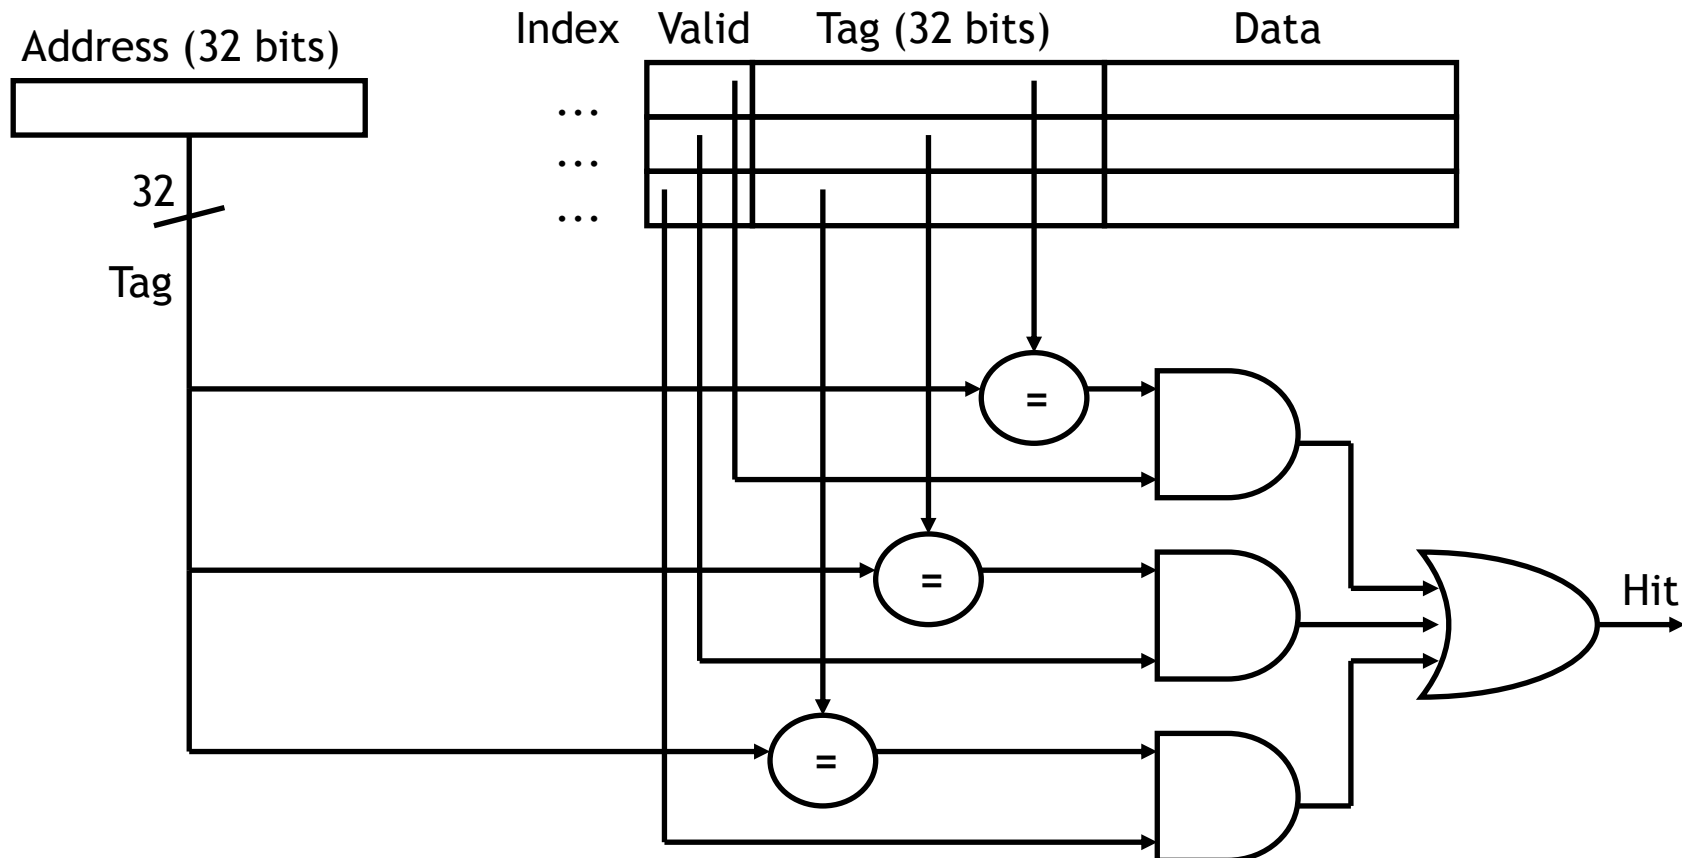 Address (32 bits)
Index Valid Tag (32 bits) Data
...
...
...
32
Tag
=
=
=
Hit